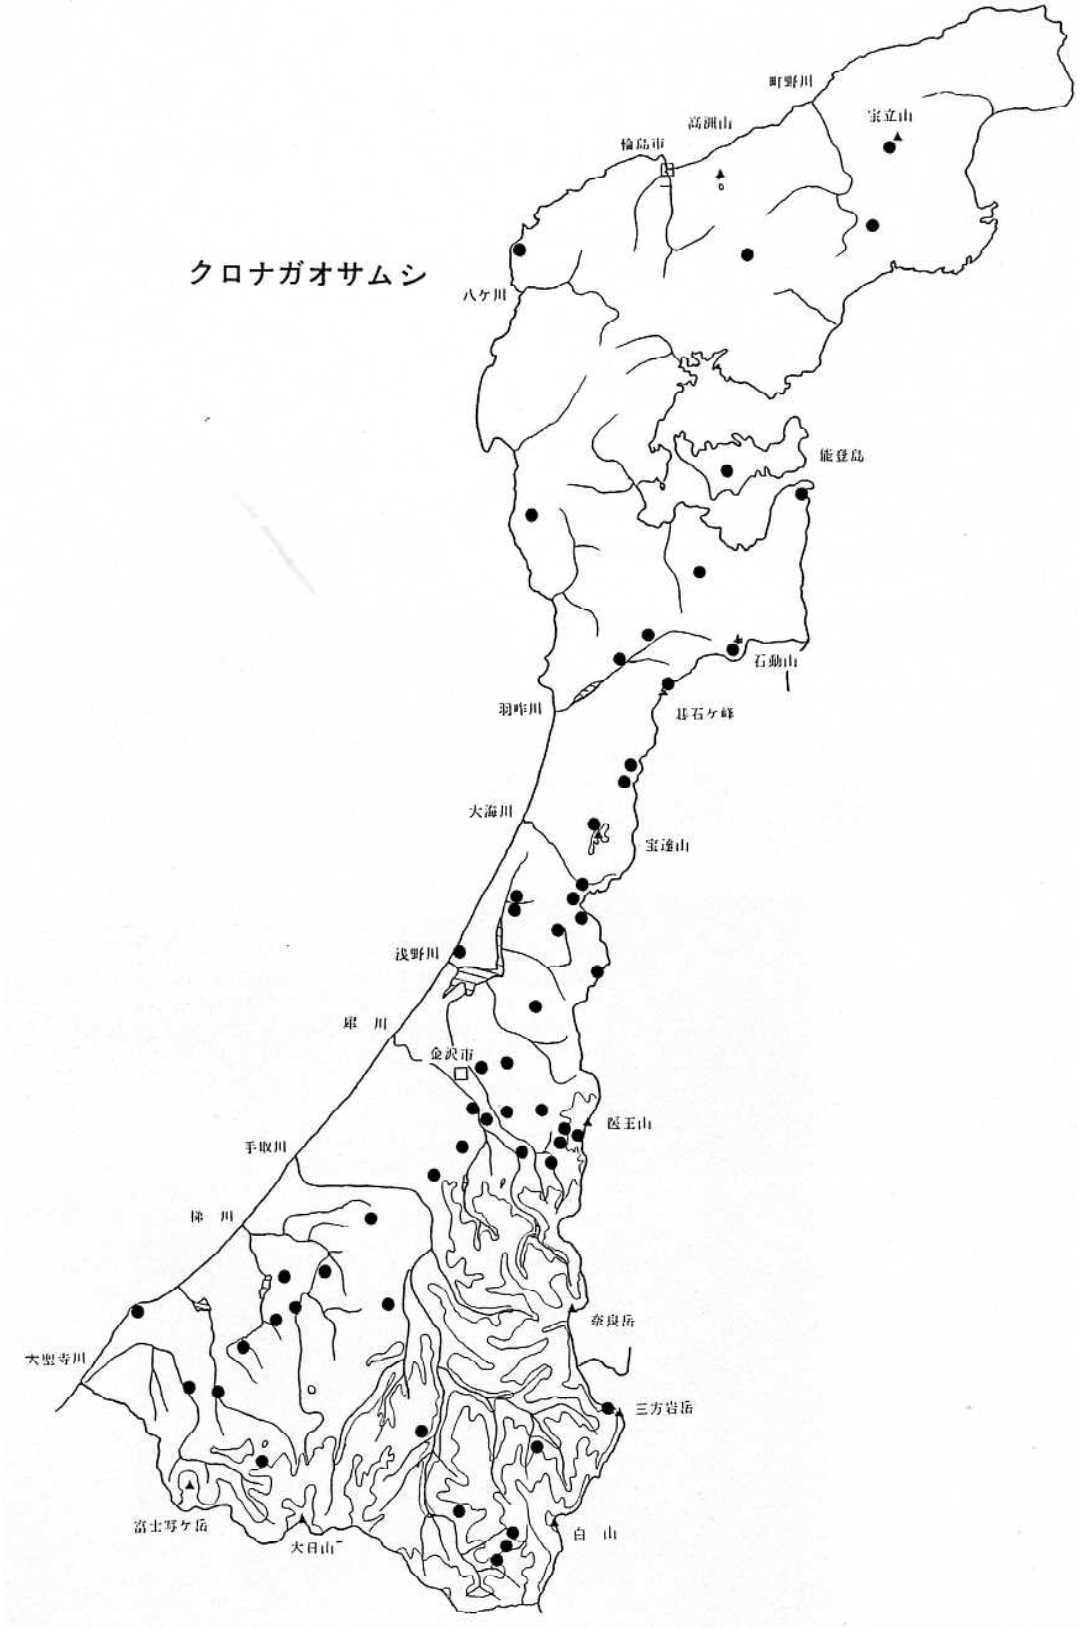 町野川
宝立山
高洲山
輪島市
クロナガオサムシ
八ケ川
能登島
石動山
羽咋川
碁石ケ峰
大海川
宝達山
浅野川
犀川
金沢市
医王山
手取川
梯川
奈良岳
大聖寺川
三方岩岳
富士写ケ岳
大日山
白山